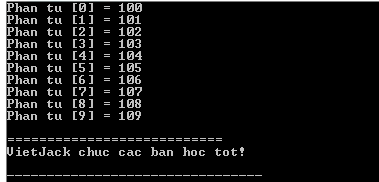 Phan tu [0] = 100
Phan tu [1] = 101
Phan tu [2] = 102
Phan tu [3] = 103
Phan tu [4] = 104
Phan tu [5] = 105
Phan tu [6] = 106
Phan tu [7] = 107
Phan tu [8] = 108
Phan tu [9] = 109
===========================
VietJack chuc cac ban hoc tot!
--------------------------------